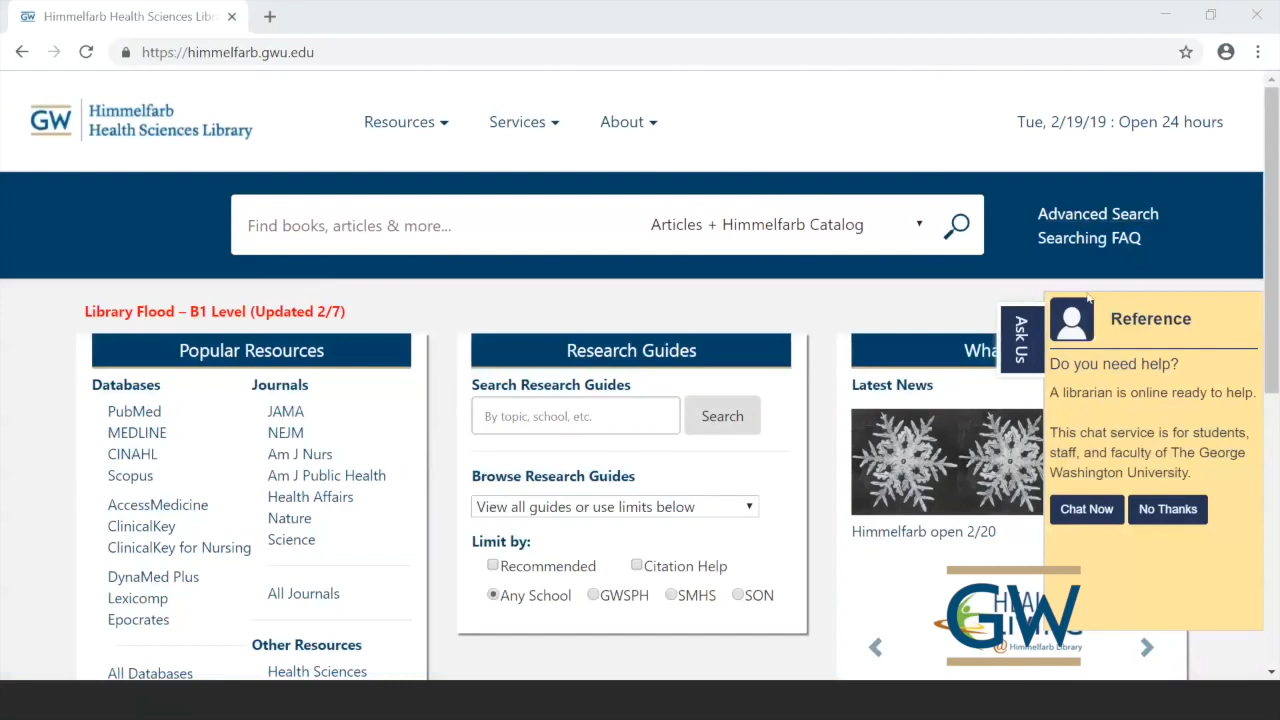 GW Himmelfarb Health Sciences Libr
https://himmelfarb.gwu.edu
GW
Himmelfarb
Health Sciences Library
Resources
Services
About
Tue, 2/19/19 : Open 24 hours
Find books, articles & more...
Articles + Himmelfarb Catalog
Advanced Search
Searching FAQ
Library Flood – B1 Level (Updated 2/7)
Popular Resources
Databases
PubMed
MEDLINE
CINAHL
Scopus
AccessMedicine
ClinicalKey
ClinicalKey for Nursing
DynaMed Plus
Lexicomp
Epocrates
All Databases
Journals
JAMA
NEJM
Am J Nurs
Am J Public Health
Health Affairs
Nature
Science
All Journals
Other Resources
Health Sciences
Research Guides
Search Research Guides
By topic, school, etc.
Search
Browse Research Guides
View all guides or use limits below
Limit by:
Recommended
Citation Help
Any School
GWSPH
SMHS
SON
Wha
Latest News
Himmelfarb open 2/20
GW
@ Himmelfarb Library
Ask Us
Reference
Do you need help?
A librarian is online ready to help.
This chat service is for students,
staff, and faculty of The George
Washington University.
Chat Now
No Thanks